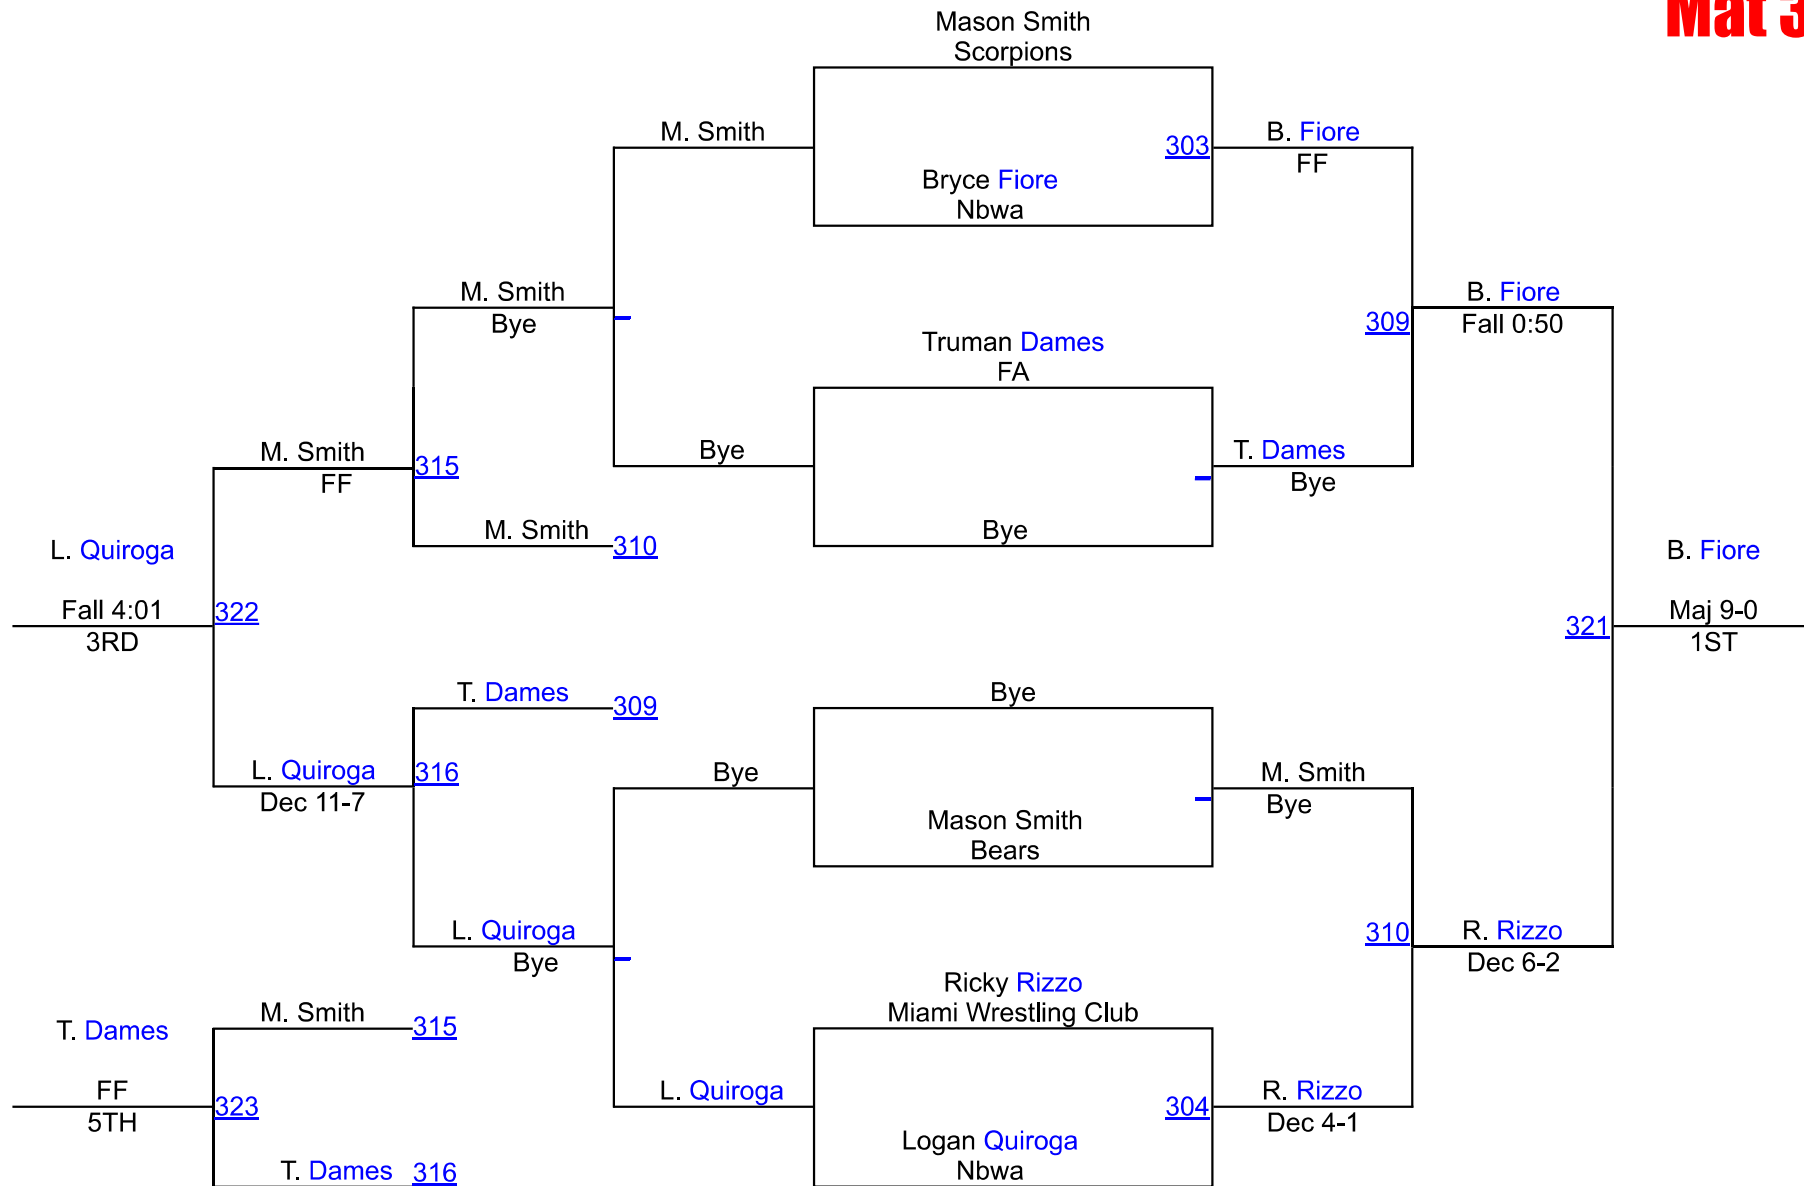 Mat 3
Mason Smith
Scorpions
M. Smith
303
B. Fiore
FF
Bryce Fiore
Nbwa
M. Smith
Bye
B. Fiore
309
Fall 0:50
Truman Dames
FA
M. Smith
315
FF
Bye
T. Dames
Bye
M. Smith
310
Bye
L. Quiroga
Fall 4:01
322
3RD
B. Fiore
Maj 9-0
321
1ST
T. Dames
309
Bye
L. Quiroga
316
Dec 11-7
Bye
M. Smith
Bye
Mason Smith
Bears
L. Quiroga
Bye
310
R. Rizzo
Dec 6-2
Ricky Rizzo
Miami Wrestling Club
T. Dames
M. Smith
315
FF
323
5TH
L. Quiroga
304
R. Rizzo
Dec 4-1
Logan Quiroga
Nbwa
T. Dames
316